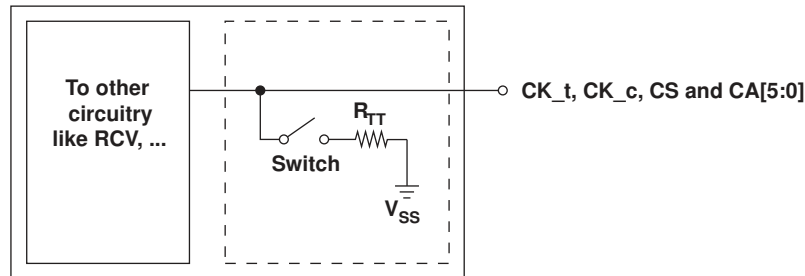 To other
circuitry
like RCV, ...
CK_t, CK_c, CS and CA[5:0]
RTT
Switch
VSS